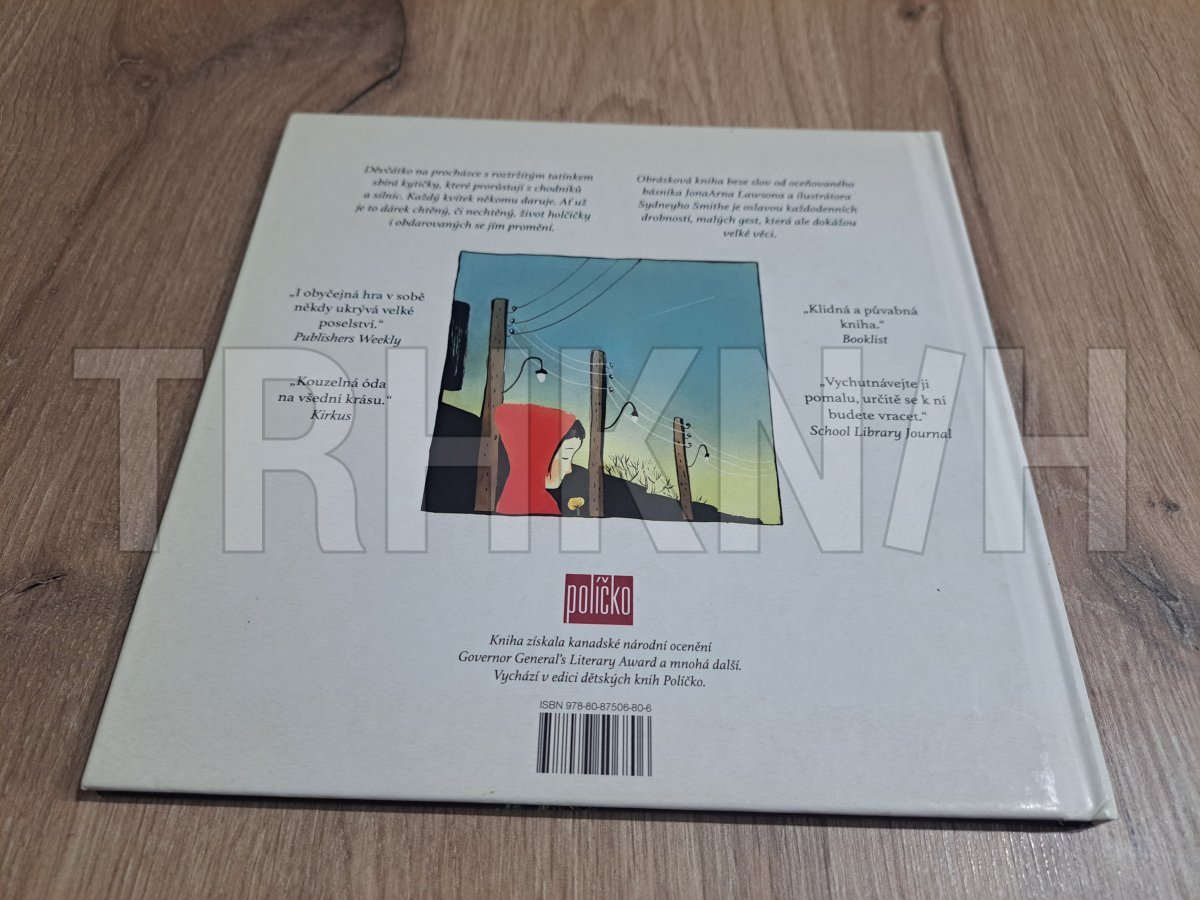 Děvčátko na procházce s roztržitým tatínkem
sbírá kytičky, které prorůstají z chodníků
a silnic. Každý kvítek někomu daruje. Ať už
je to dárek chtěný, či nechtěný, život holčičky
i obdarovaných se jím promění.
Obrázková kniha beze slov od oceňovaného
básníka JonaArna Lawsona a ilustrátora
Sydneyho Smithe je oslavou každodenních
drobností, malých gest, která ale dokážou
velké věci.
„I obyčejná hra v sobě
někdy ukrývá velké
poselství.“
Publishers Weekly
„Kouzelná óda
na všední krásu.“
Kirkus
„Klidná a půvabná
kniha.“
Booklist
„Vychutnávejte ji
pomalu, určitě se k ní
budete vracet.“
School Library Journal
TRHKNIH
políčko
Kniha získala kanadské národní ocenění
Governor General's Literary Award a mnohá další.
Vychází v edici dětských knih Políčko.
ISBN 978-80-87506-80-6